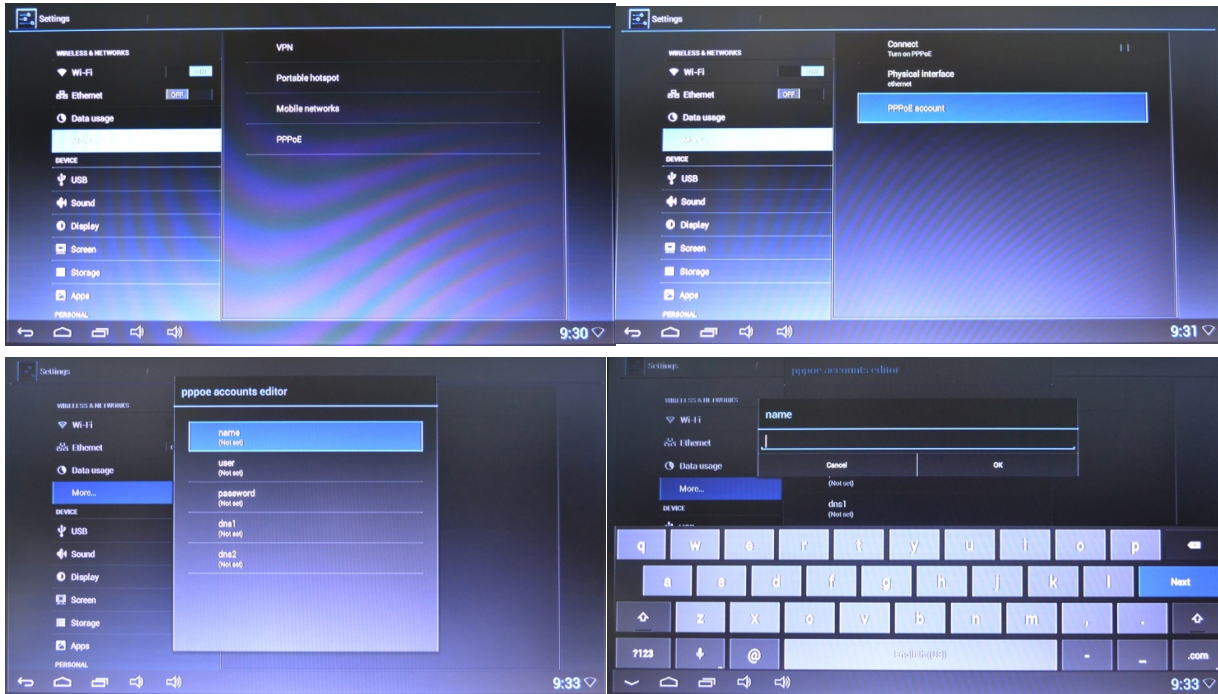 Settings
WIRELESS & NETWORKS
Wi-Fi
Ethernet OFF
Data usage
More...
DEVICE
USB
Sound
Display
Screen
Storage
Apps
PERSONAL
VPN
Portable hotspot
Mobile networks
PPPoE
9:30
Settings
WIRELESS & NETWORKS
Wi-Fi
Ethernet OFF
Data usage
More...
DEVICE
USB
Sound
Display
Screen
Storage
Apps
PERSONAL
Connect
Turn on PPPoE
Physical interface
ethernet
PPPoE account
9:31
Settings
WIRELESS & NETWORKS
Wi-Fi
Ethernet
Data usage
More...
DEVICE
USB
Sound
Display
Screen
Storage
Apps
PERSONAL
pppoe accounts editor
name
(Not set)
user
(Not set)
password
(Not set)
dns1
(Not set)
dns2
(Not set)
9:33
Settings
pppoe accounts editor
WIRELESS & NETWORKS
Wi-Fi
Ethernet
Data usage
More...
DEVICE
name
Cancel OK
(Not set)
dns1
(Not set)
q w e r t y u i o p
a s d f g h j k l Next
z x c v b n m , .
?123 @ English(US) - _ .com
9:33